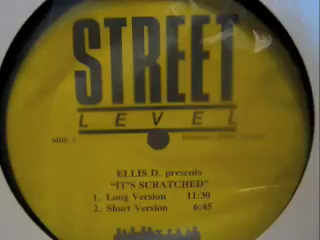 STREET
LEVEL
SIDE A
ELLIS D. presents
"IT'S SCRATCHED"
1. Long Version 11:30
2. Short Version 6:45